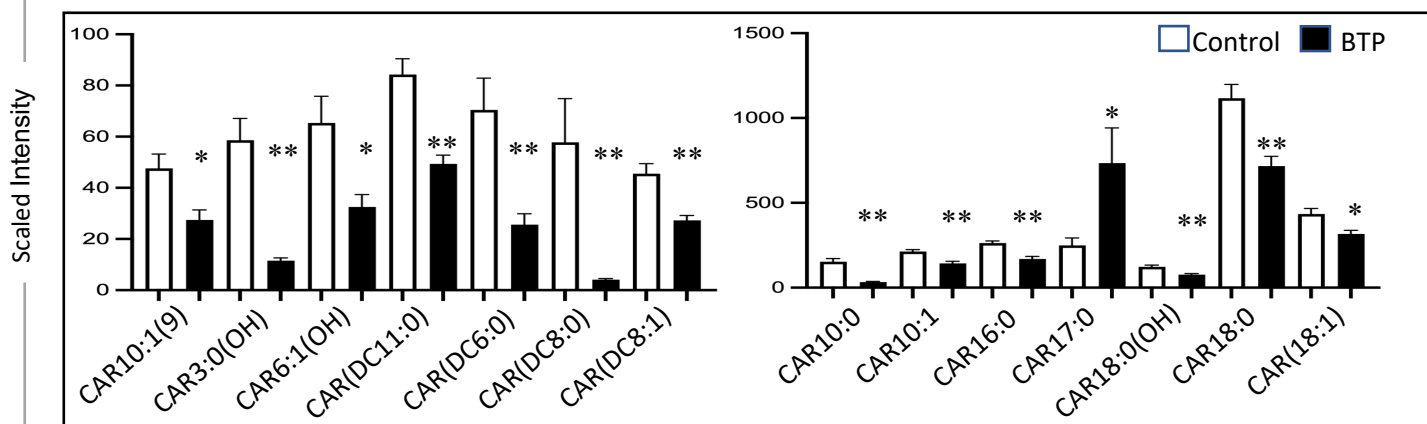 Scaled Intensity
100
80
60
40
20
0
* ** * ** ** ** **
CAR10:1(9)
CAR3:0(OH)
CAR6:1(OH)
CAR(DC11:0)
CAR(DC6:0)
CAR(DC8:0)
CAR(DC8:1)
1500
1000
500
0
Control BTP
** ** ** * ** ** *
CAR10:0
CAR10:1
CAR16:0
CAR17:0
CAR18:0(OH)
CAR18:0
CAR(18:1)